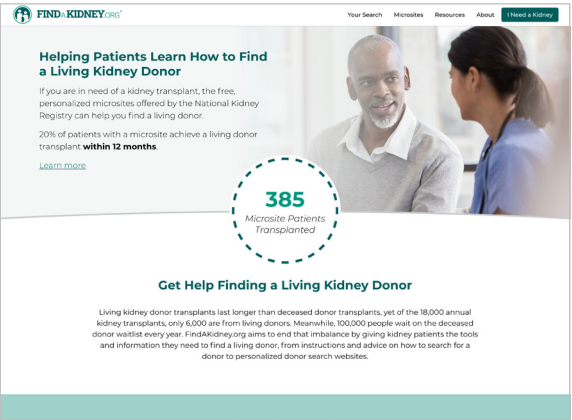 FINDAKIDNEY.ORG
Your Search Microsites Resources About I Need a Kidney
Helping Patients Learn How to Find
a Living Kidney Donor
If you are in need of a kidney transplant, the free,
personalized microsites offered by the National Kidney
Registry can help you find a living donor.
20% of patients with a microsite achieve a living donor
transplant within 12 months.
Learn more
385
Microsite Patients
Transplanted
Get Help Finding a Living Kidney Donor
Living kidney donor transplants last longer than deceased donor transplants, yet of the 18,000 annual
kidney transplants, only 6,000 are from living donors. Meanwhile, 100,000 people wait on the deceased
donor waitlist every year. FindAKidney.org aims to end that imbalance by giving kidney patients the tools
and information they need to find a living donor, from instructions and advice on how to search for a
donor to personalized donor search websites.